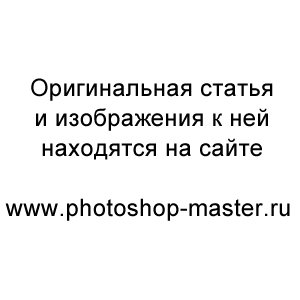 Оригинальная статья
и изображения к ней
находятся на сайте
www.photoshop-master.ru